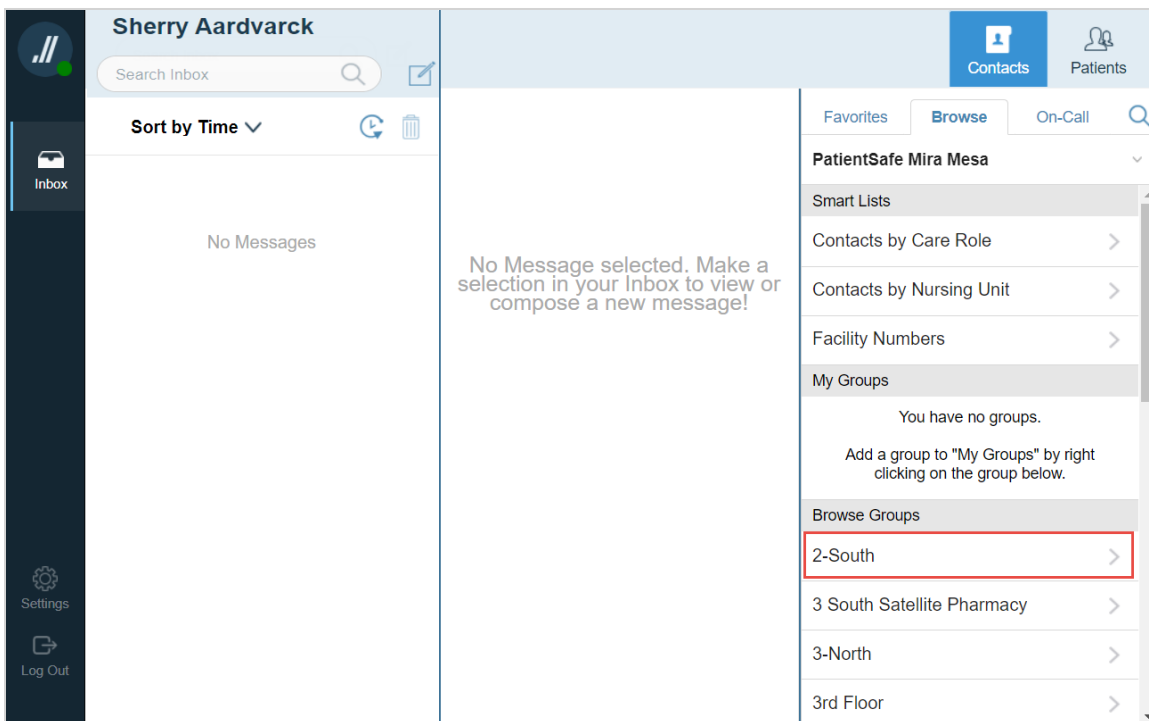 Sherry Aardvarck
Search Inbox
Contacts
Patients
Sort by Time
Favorites
Browse
On-Call
PatientSafe Mira Mesa
Inbox
Smart Lists
No Messages
Contacts by Care Role
No Message selected. Make a
selection in your Inbox to view or
compose a new message!
Contacts by Nursing Unit
Facility Numbers
My Groups
You have no groups.
Add a group to "My Groups" by right
clicking on the group below.
Browse Groups
2-South
Settings
3 South Satellite Pharmacy
3-North
Log Out
3rd Floor